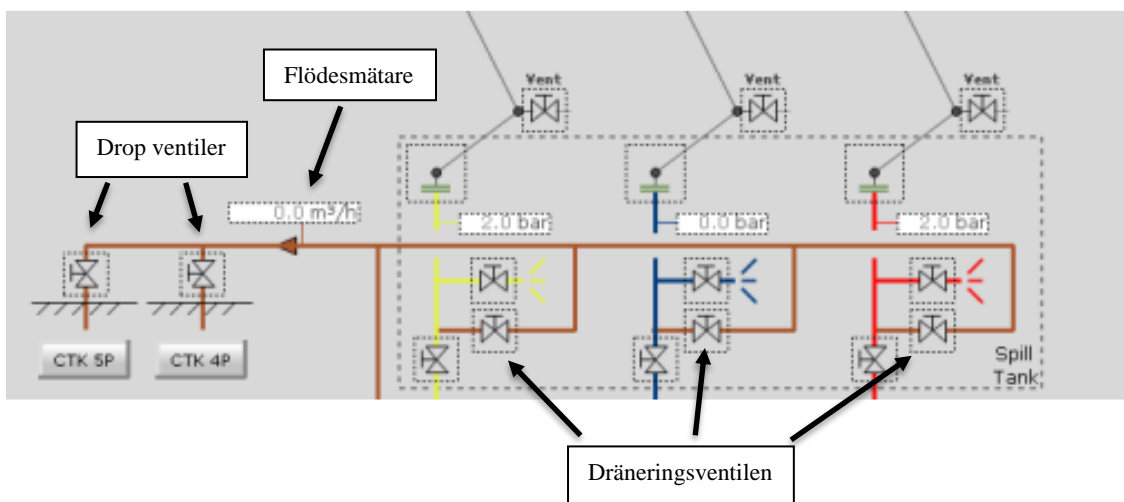 Flödesmätare
Vent
Vent
Vent
Drop ventiler
0.0 m³/h
2.0 bar
0.0 bar
2.0 bar
CTK 5P
CTK 4P
Spill
Tank
Dräneringsventilen